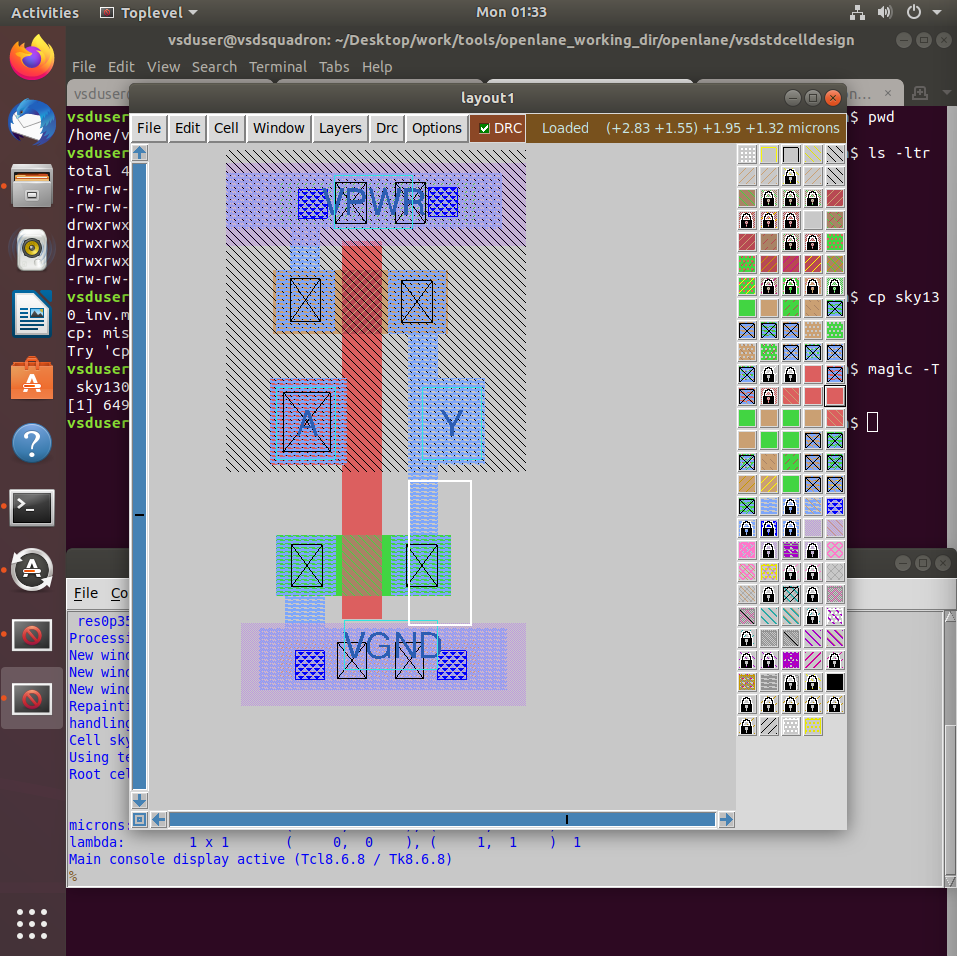 Activities Toplevel Mon 01:33
vsduser@vsdsquadron: ~/Desktop/work/tools/openlane_working_dir/openlane/vsdstdcelldesign
File Edit View Search Terminal Tabs Help
vsduser
layout1
File Edit Cell Window Layers Drc Options DRC Loaded (+2.83 +1.55) +1.95 +1.32 microns
vsduser $ pwd
/home/v
vsduser $ ls -ltr
total 4
-rw-rw-
-rw-rw-
drwxrwx
drwxrwx
drwxrwx
-rw-rw-
vsduser $ cp sky13
0_inv.m
cp: mis
Try 'cp
vsduser $ magic -T
sky130
[1] 649
vsduser $
VPWR
A
Y
VGND
File Co
res0p35
Processi
New wind
New wind
New wind
Repainti
handling
Cell sky
Using te
Root cel
microns:
lambda: 1 x 1 ( 0, 0 ), ( 1, 1 ) 1
Main console display active (Tcl8.6.8 / Tk8.6.8)
%